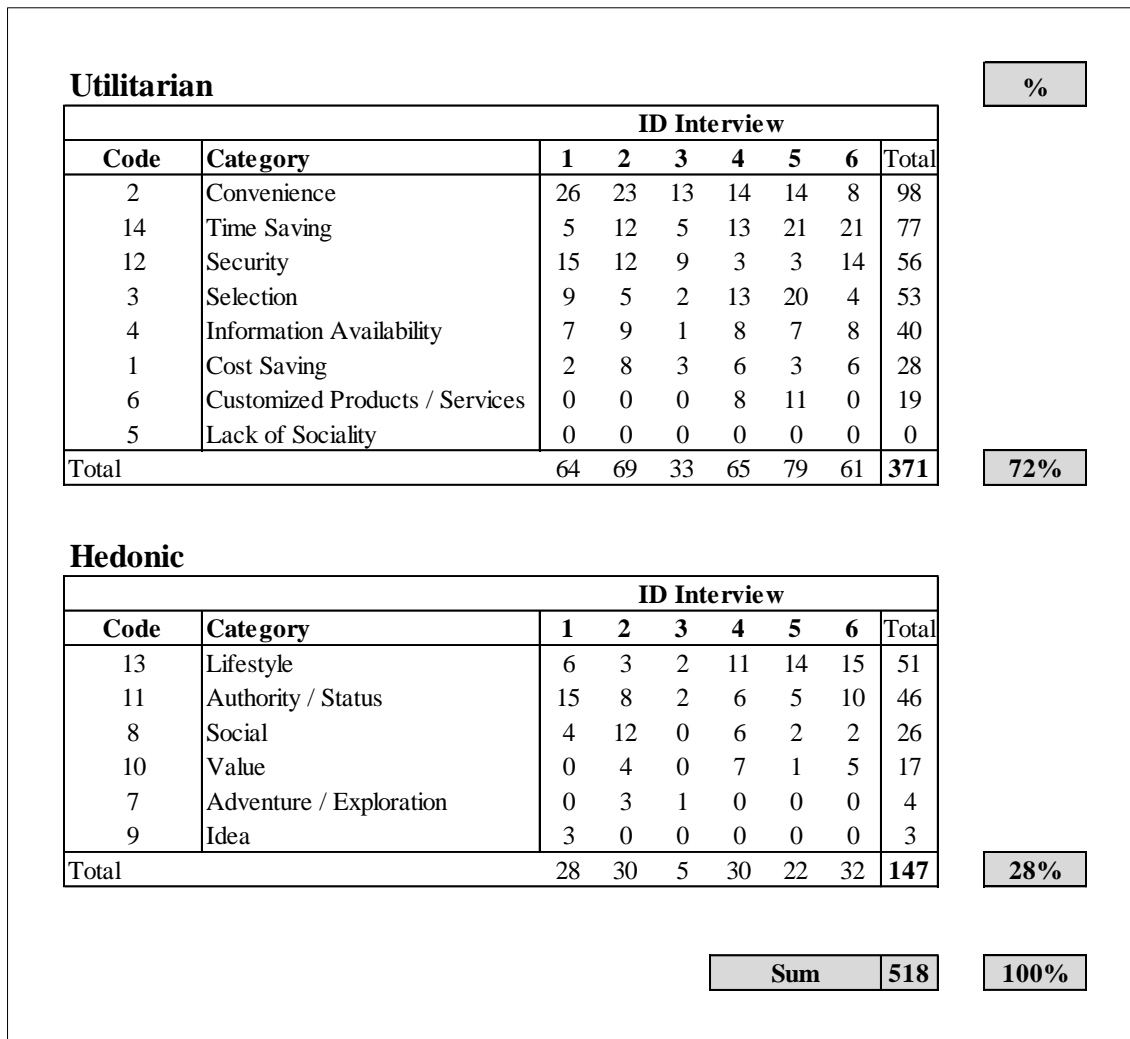 Utilitarian %
ID Interview
Code Category 1 2 3 4 5 6 Total
2 Convenience 26 23 13 14 14 8 98
14 Time Saving 5 12 5 13 21 21 77
12 Security 15 12 9 3 3 14 56
3 Selection 9 5 2 13 20 4 53
4 Information Availability 7 9 1 8 7 8 40
1 Cost Saving 2 8 3 6 3 6 28
6 Customized Products / Services 0 0 0 8 11 0 19
5 Lack of Sociality 0 0 0 0 0 0 0
Total 64 69 33 65 79 61 371 72%
Hedonic
ID Interview
Code Category 1 2 3 4 5 6 Total
13 Lifestyle 6 3 2 11 14 15 51
11 Authority / Status 15 8 2 6 5 10 46
8 Social 4 12 0 6 2 2 26
10 Value 0 4 0 7 1 5 17
7 Adventure / Exploration 0 3 1 0 0 0 4
9 Idea 3 0 0 0 0 0 3
Total 28 30 5 30 22 32 147 28%
Sum 518 100%